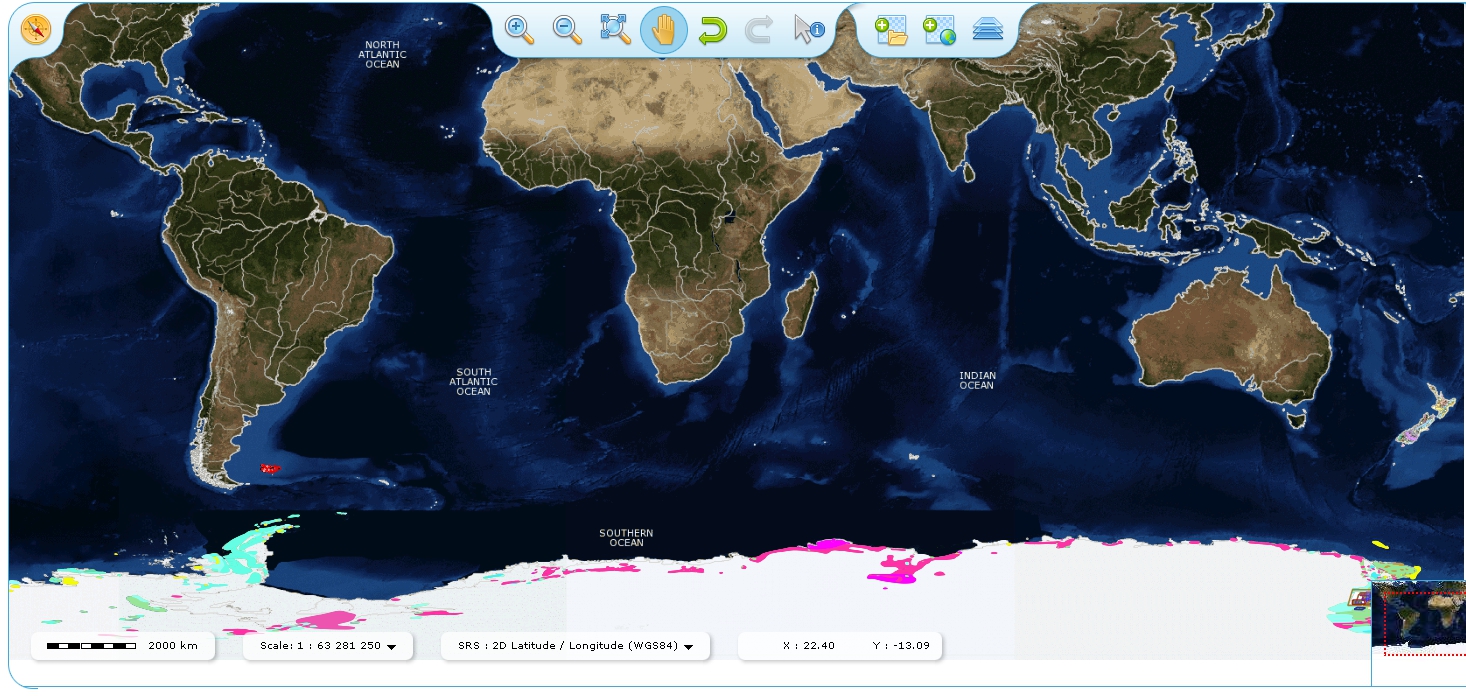 NORTH
ATLANTIC
OCEAN
SOUTH
ATLANTIC
OCEAN
INDIAN
OCEAN
SOUTHERN
OCEAN
2000 km
Scale: 1 : 63 281 250
SRS : 2D Latitude / Longitude (WGS84)
X : 22.40 Y : -13.09